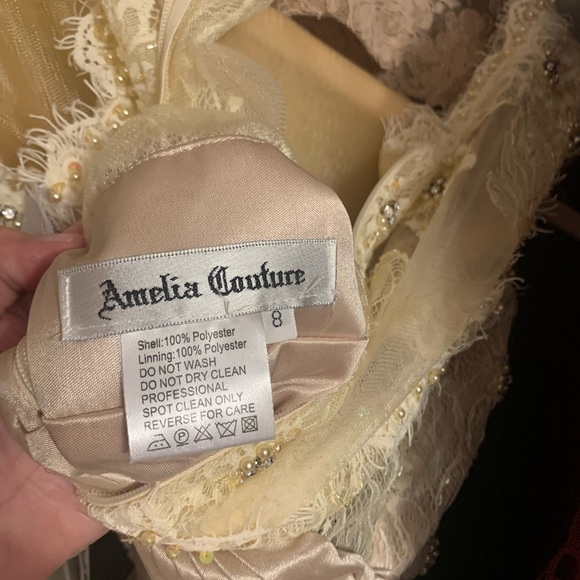 Amelia Couture
8
Shell:100% Polyester
Linning:100% Polyester
DO NOT WASH
DO NOT DRY CLEAN
PROFESSIONAL
SPOT CLEAN ONLY
REVERSE FOR CARE